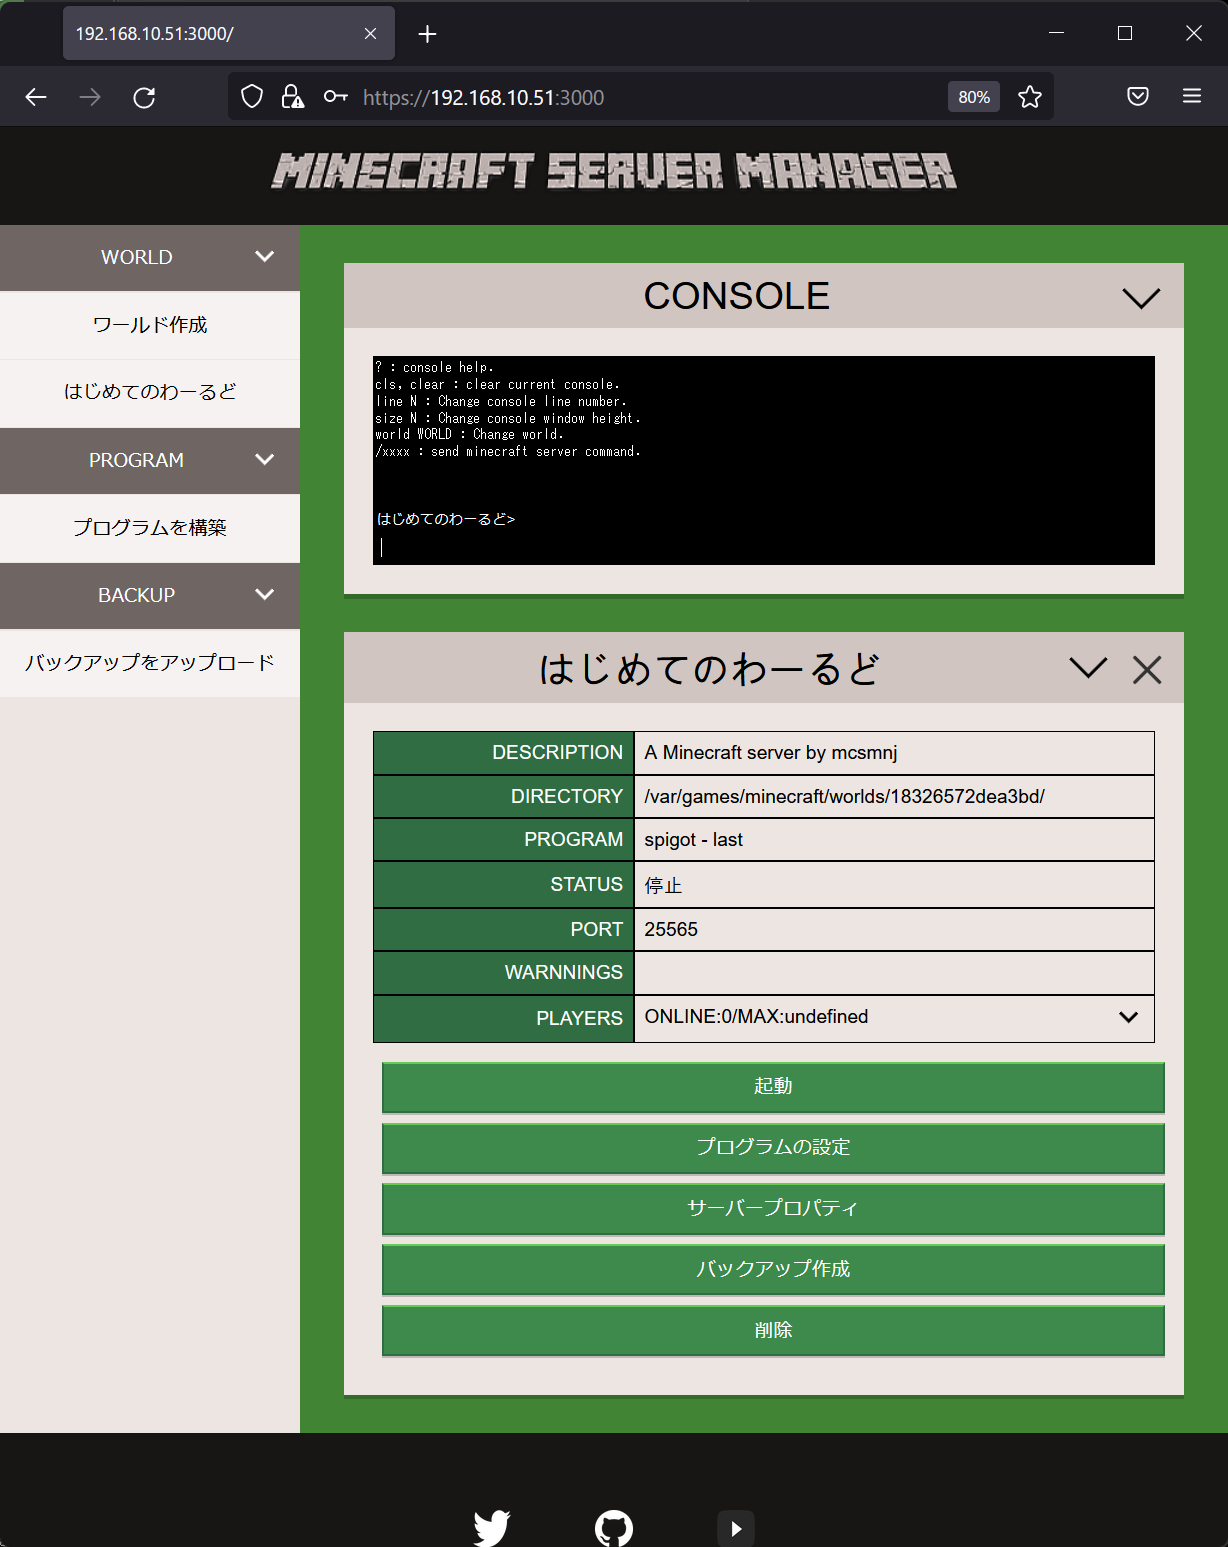 192.168.10.51:3000/
https://192.168.10.51:3000
80%
MINECRAFT SERVER MANAGER
WORLD
ワールド作成
はじめてのわーるど
PROGRAM
プログラムを構築
BACKUP
バックアップをアップロード
CONSOLE
? : console help.
cls, clear : clear current console.
line N : Change console line number.
size N : Change console window height.
world WORLD : Change world.
/xxxx : send minecraft server command.
はじめてのわーるど>
はじめてのわーるど
DESCRIPTION A Minecraft server by mcsmnj
DIRECTORY /var/games/minecraft/worlds/18326572dea3bd/
PROGRAM spigot - last
STATUS 停止
PORT 25565
WARNNINGS
PLAYERS ONLINE:0/MAX:undefined
起動
プログラムの設定
サーバープロパティ
バックアップ作成
削除